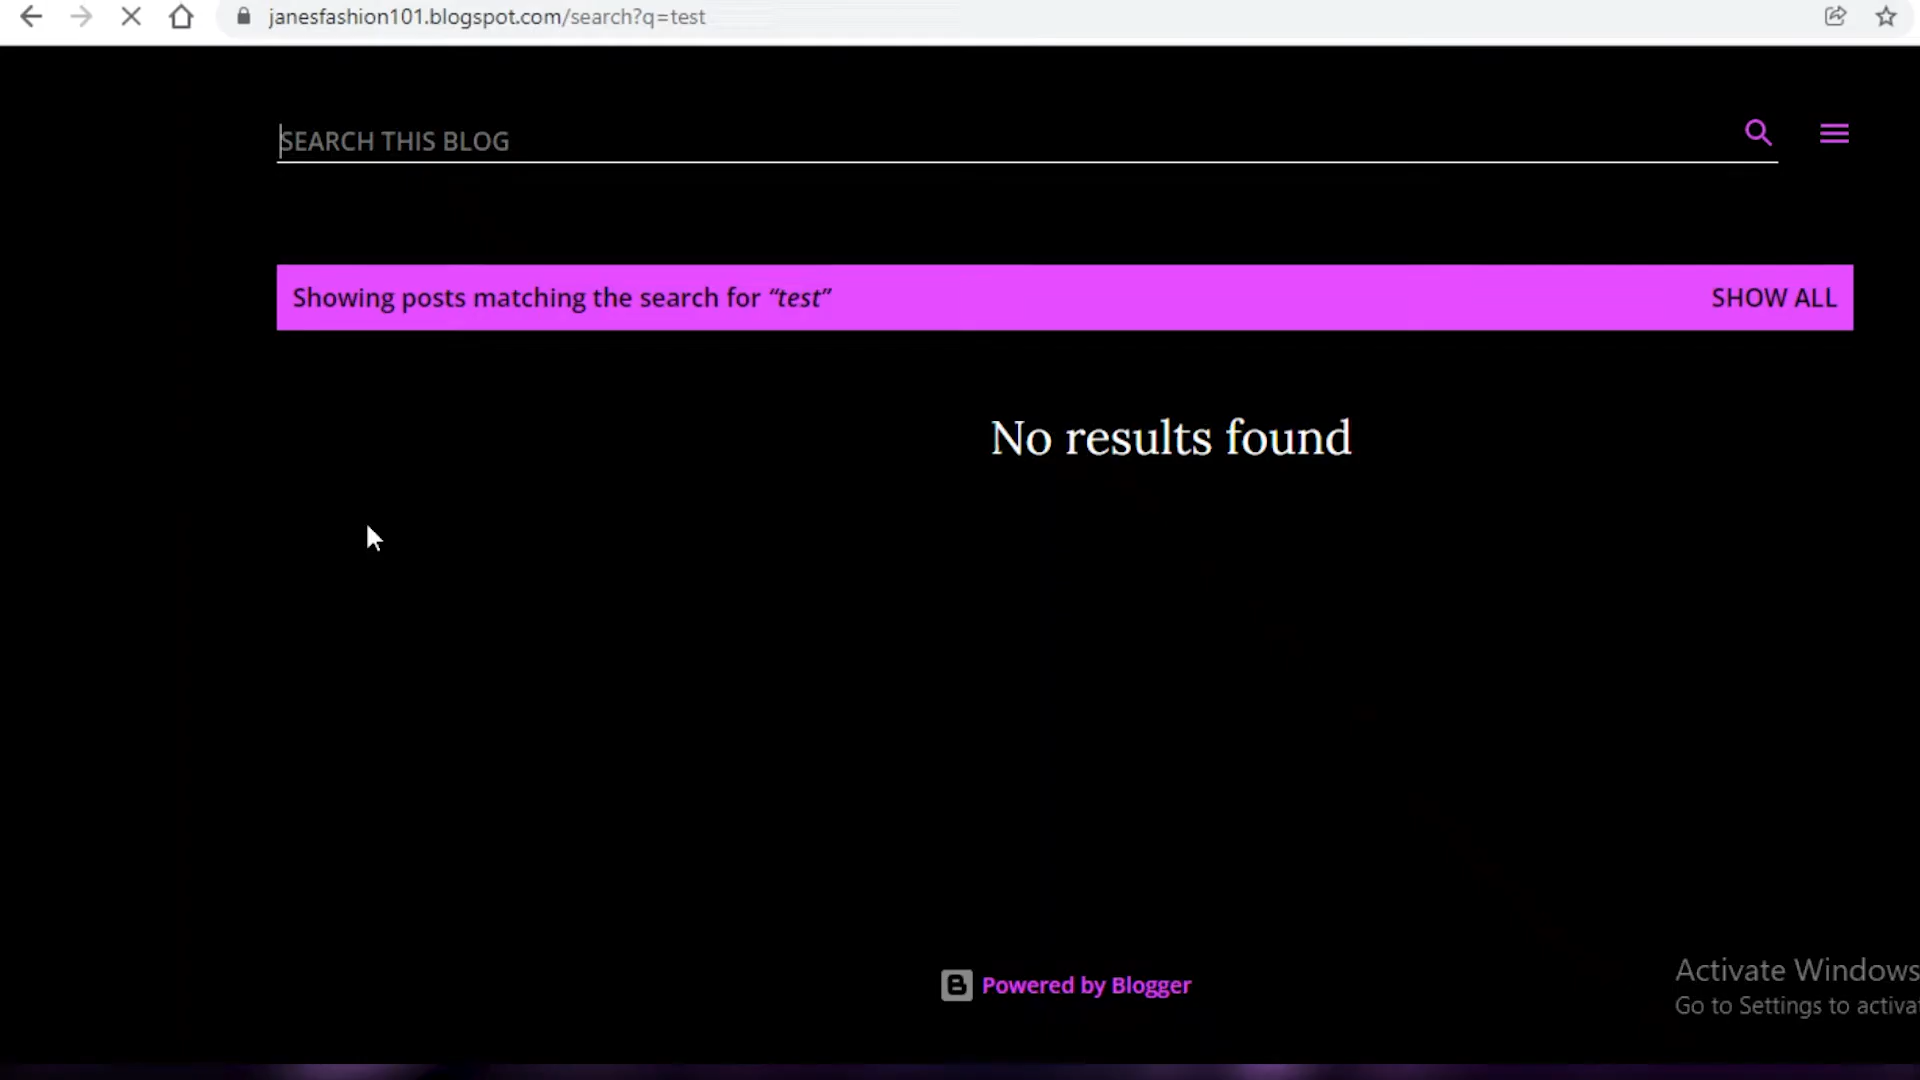 janesfashion101.blogspot.com/search?q=test
SEARCH THIS BLOG
Showing posts matching the search for “test”
SHOW ALL
No results found
Powered by Blogger
Activate Windows
Go to Settings to activa